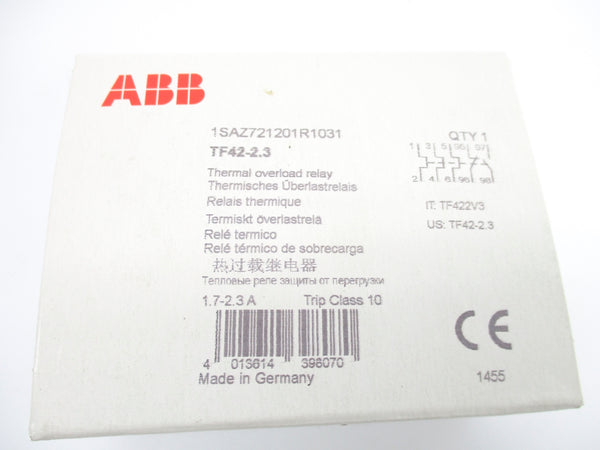 ABB
1SAZ721201R1031
TF42-2.3
Thermal overload relay
Thermisches Überlastrelais
Relais thermique
Termiskt överlastrelä
Relé termico
Relé térmico de sobrecarga
热过载继电器
Тепловые реле защиты от перегрузки
1.7-2.3 A Trip Class 10
4 013614 398070
Made in Germany
QTY 1
1 3 5 95 97
2 4 6 96 98
IT: TF422V3
US: TF42-2.3
CE
1455